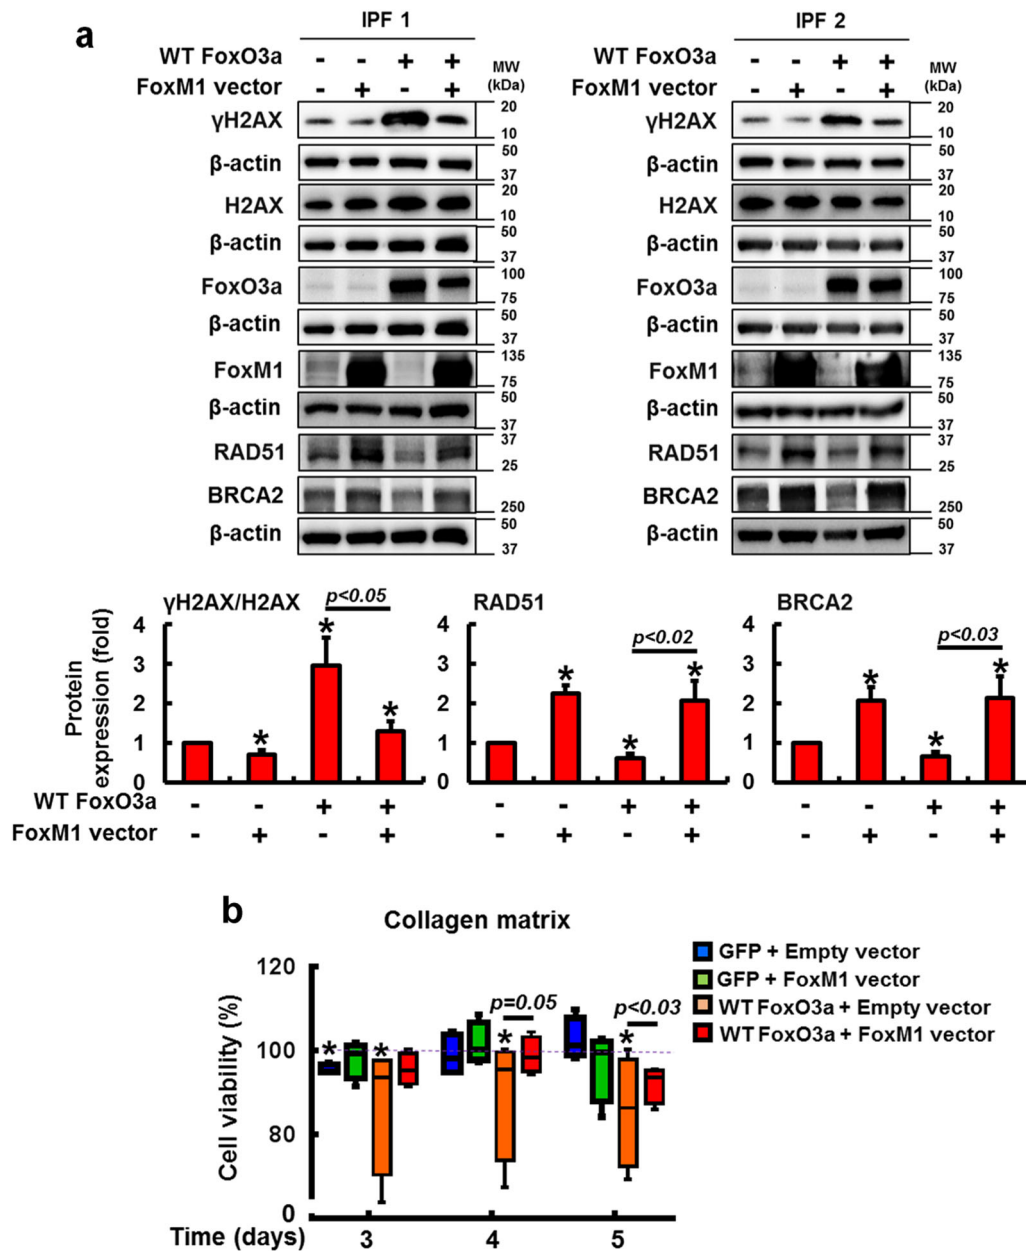 a
IPF 1
WT FoxO3a - - + +
FoxM1 vector - + - +
MW
(kDa)
γH2AX 20
10
β-actin 50
37
H2AX 20
10
β-actin 50
37
FoxO3a 100
75
β-actin 50
37
FoxM1 135
75
β-actin 50
37
RAD51 37
25
BRCA2 250
β-actin 50
37
IPF 2
WT FoxO3a - - + +
FoxM1 vector - + - +
MW
(kDa)
γH2AX 20
10
β-actin 50
37
H2AX 20
10
β-actin 50
37
FoxO3a 100
75
β-actin 50
37
FoxM1 135
75
β-actin 50
37
RAD51 37
25
BRCA2 250
β-actin 50
37
Protein
expression (fold)
γH2AX/H2AX
p<0.05
4
3
2
1
0
* * *
RAD51
p<0.02
4
3
2
1
0
* * *
BRCA2
p<0.03
4
3
2
1
0
* * *
WT FoxO3a - - + + - - + + - - + +
FoxM1 vector - + - + - + - + - + - +
b
Collagen matrix
Cell viability (%)
120
100
80
0
* *
p=0.05
*
p<0.03
*
Time (days) 3 4 5
GFP + Empty vector
GFP + FoxM1 vector
WT FoxO3a + Empty vector
WT FoxO3a + FoxM1 vector